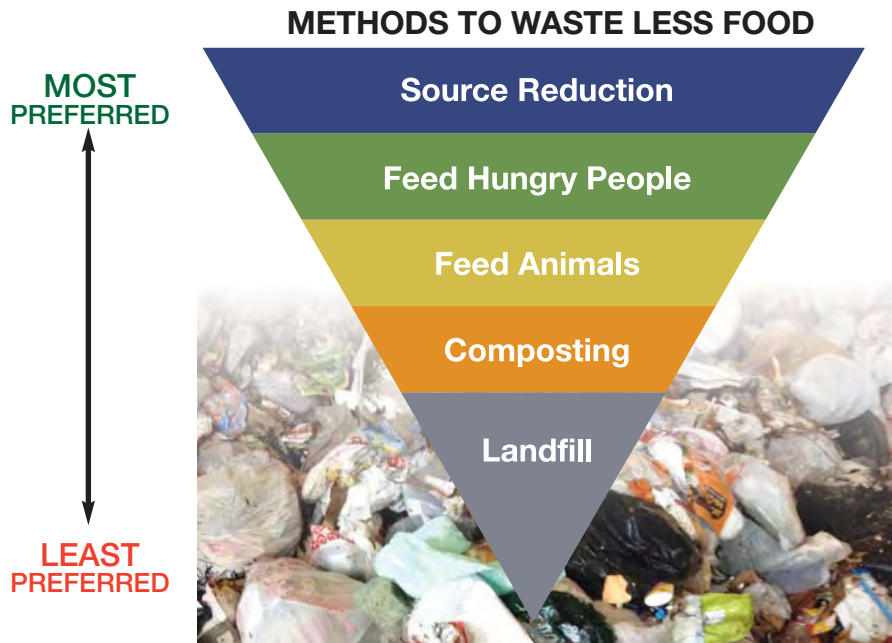 METHODS TO WASTE LESS FOOD
MOST
PREFERRED
Source Reduction
Feed Hungry People
Feed Animals
Composting
Landfill
LEAST
PREFERRED